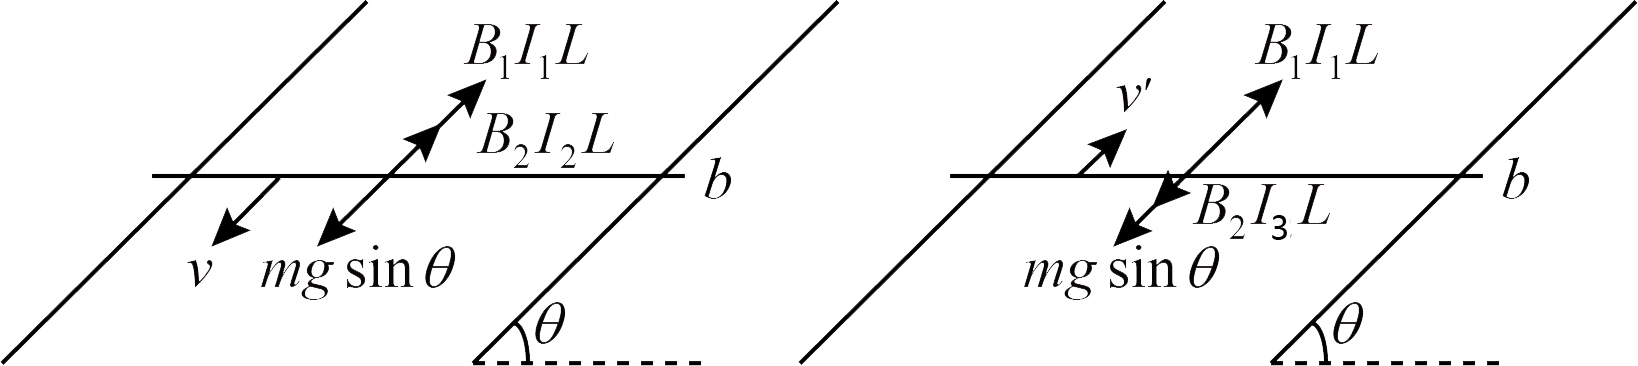 B₁I₁L
B₂I₂L
b
v
mg sin θ
θ
B₁I₁L
v′
b
B₂I₃L
mg sin θ
θ